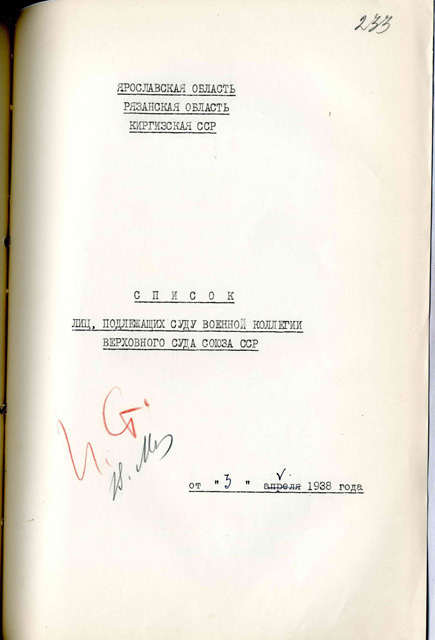 233
ЯРОСЛАВСКАЯ ОБЛАСТЬ
РЯЗАНСКАЯ ОБЛАСТЬ
КИРГИЗСКАЯ ССР
С П И С О К
ЛИЦ, ПОДЛЕЖАЩИХ СУДУ ВОЕННОЙ КОЛЛЕГИИ
ВЕРХОВНОГО СУДА СОЮЗА ССР
И. Ст.
В. Мол
от "3" V апреля 1938 года